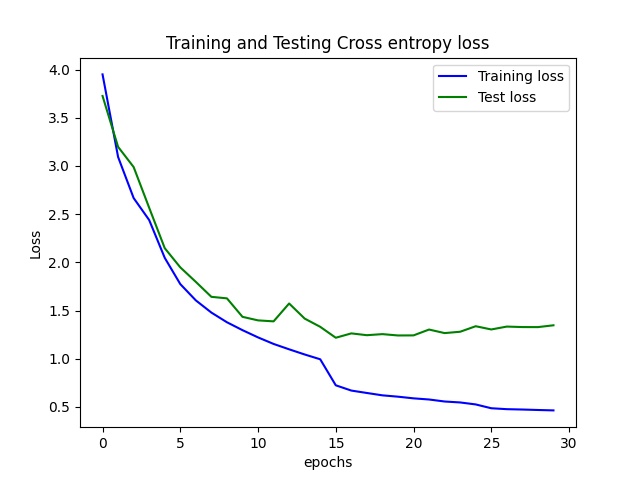 Training and Testing Cross entropy loss
Training loss
Test loss
4.0
3.5
3.0
2.5
2.0
1.5
1.0
0.5
Loss
0 5 10 15 20 25 30
epochs